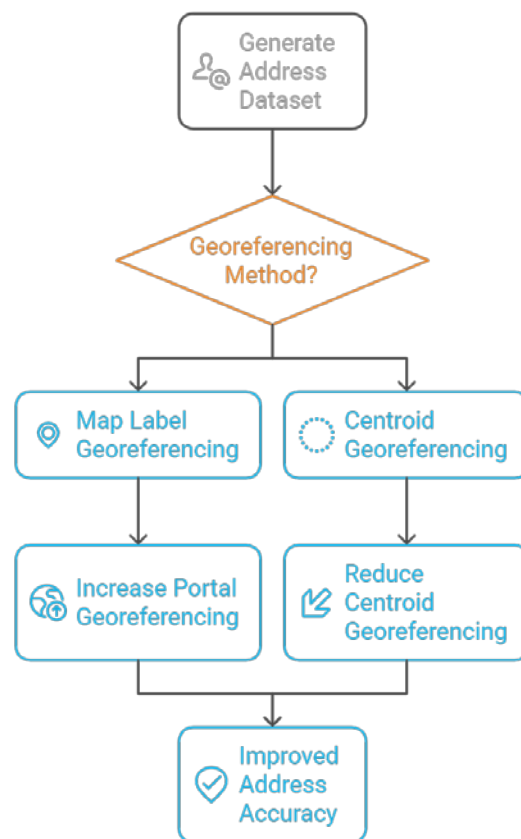 Generate
Address
Dataset
Georeferencing
Method?
Map Label
Georeferencing
Centroid
Georeferencing
Increase Portal
Georeferencing
Reduce
Centroid
Georeferencing
Improved
Address
Accuracy